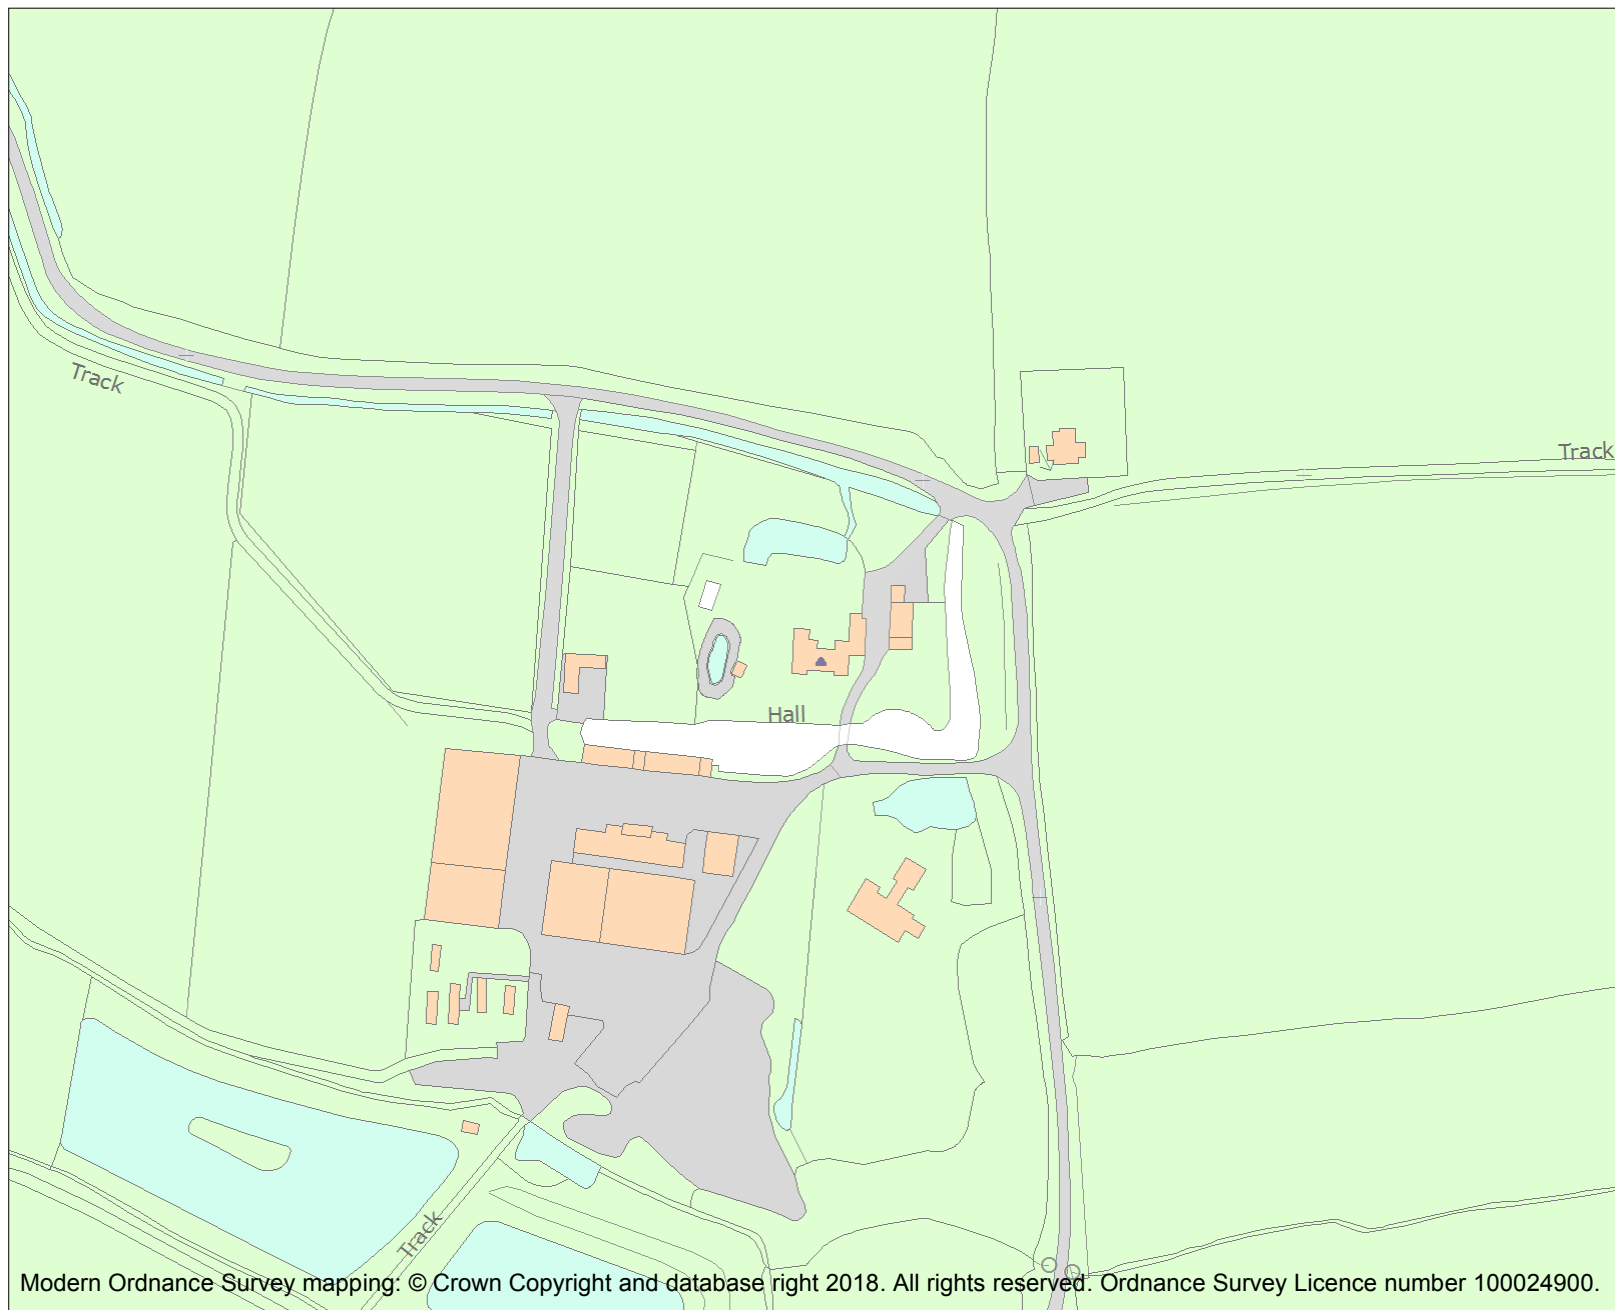 Track
Track
Hall
Track
Modern Ordnance Survey mapping: © Crown Copyright and database right 2018. All rights reserved. Ordnance Survey Licence number 100024900.